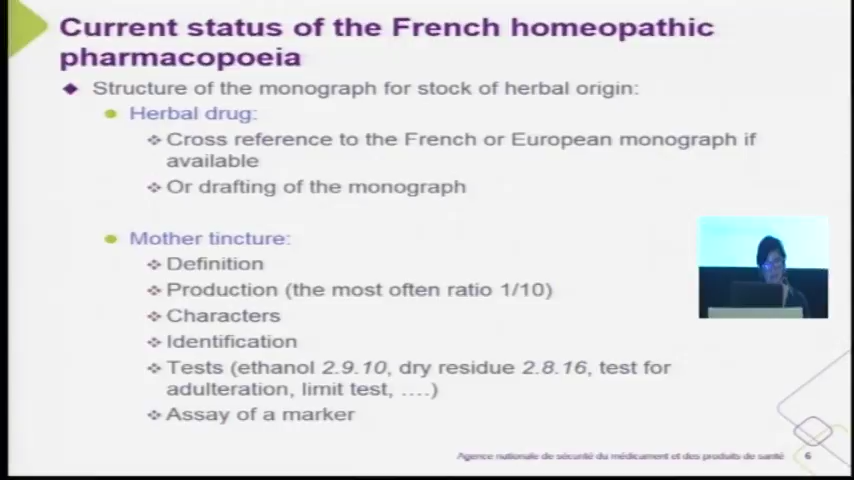 Current status of the French homeopathic
pharmacopoeia
Structure of the monograph for stock of herbal origin:
Herbal drug:
Cross reference to the French or European monograph if
available
Or drafting of the monograph
Mother tincture:
Definition
Production (the most often ratio 1/10)
Characters
Identification
Tests (ethanol 2.9.10, dry residue 2.8.16, test for
adulteration, limit test, ….)
Assay of a marker
Agence nationale de sécurité du médicament et des produits de santé
6